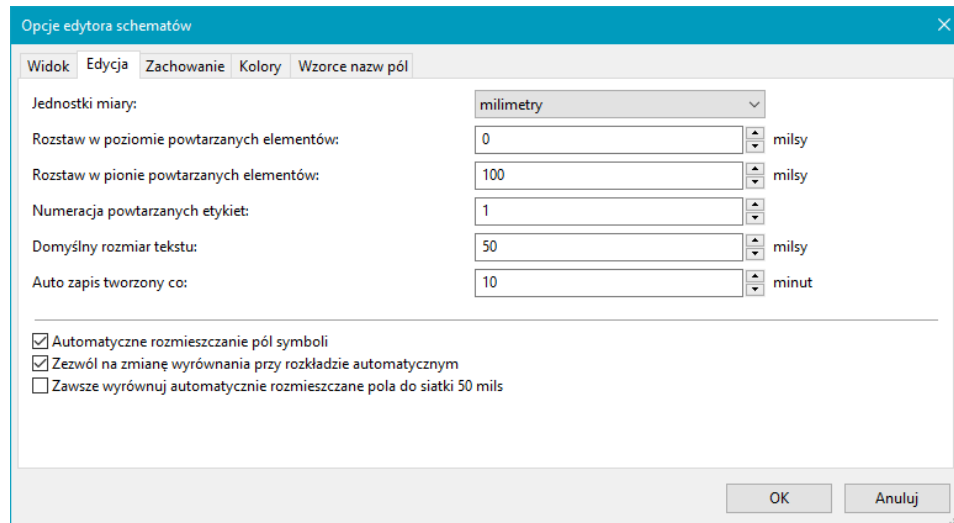 Opcje edytora schematów
Widok Edycja Zachowanie Kolory Wzorce nazw pól
Jednostki miary: milimetry
Rozstaw w poziomie powtarzanych elementów: 0 milsy
Rozstaw w pionie powtarzanych elementów: 100 milsy
Numeracja powtarzanych etykiet: 1
Domyślny rozmiar tekstu: 50 milsy
Auto zapis tworzony co: 10 minut
Automatyczne rozmieszczanie pól symboli
Zezwól na zmianę wyrównania przy rozkładzie automatycznym
Zawsze wyrównuj automatycznie rozmieszczane pola do siatki 50 mils
OK Anuluj